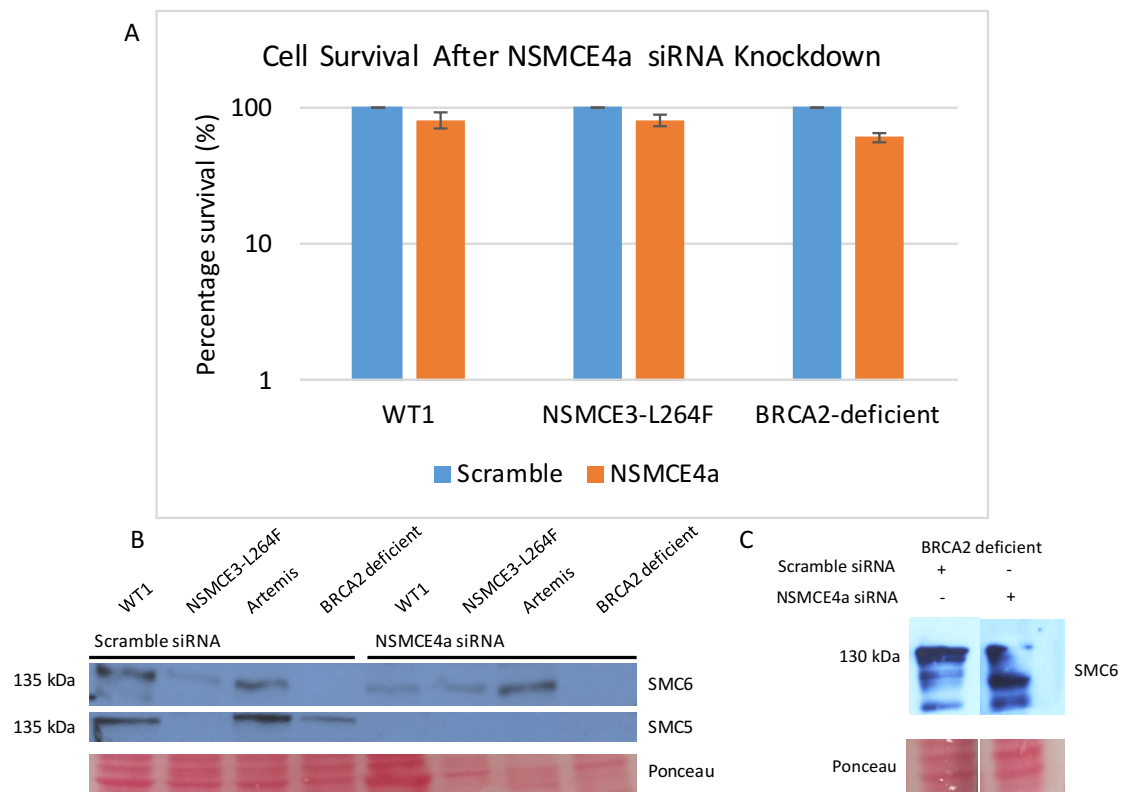 A
Cell Survival After NSMCE4a siRNA Knockdown
Percentage survival (%)
100
10
1
WT1 NSMCE3-L264F BRCA2-deficient
Scramble NSMCE4a
B
WT1 NSMCE3-L264F Artemis BRCA2 deficient WT1 NSMCE3-L264F Artemis BRCA2 deficient
Scramble siRNA NSMCE4a siRNA
135 kDa SMC6
135 kDa SMC5
Ponceau
C
BRCA2 deficient
Scramble siRNA + -
NSMCE4a siRNA - +
130 kDa SMC6
Ponceau